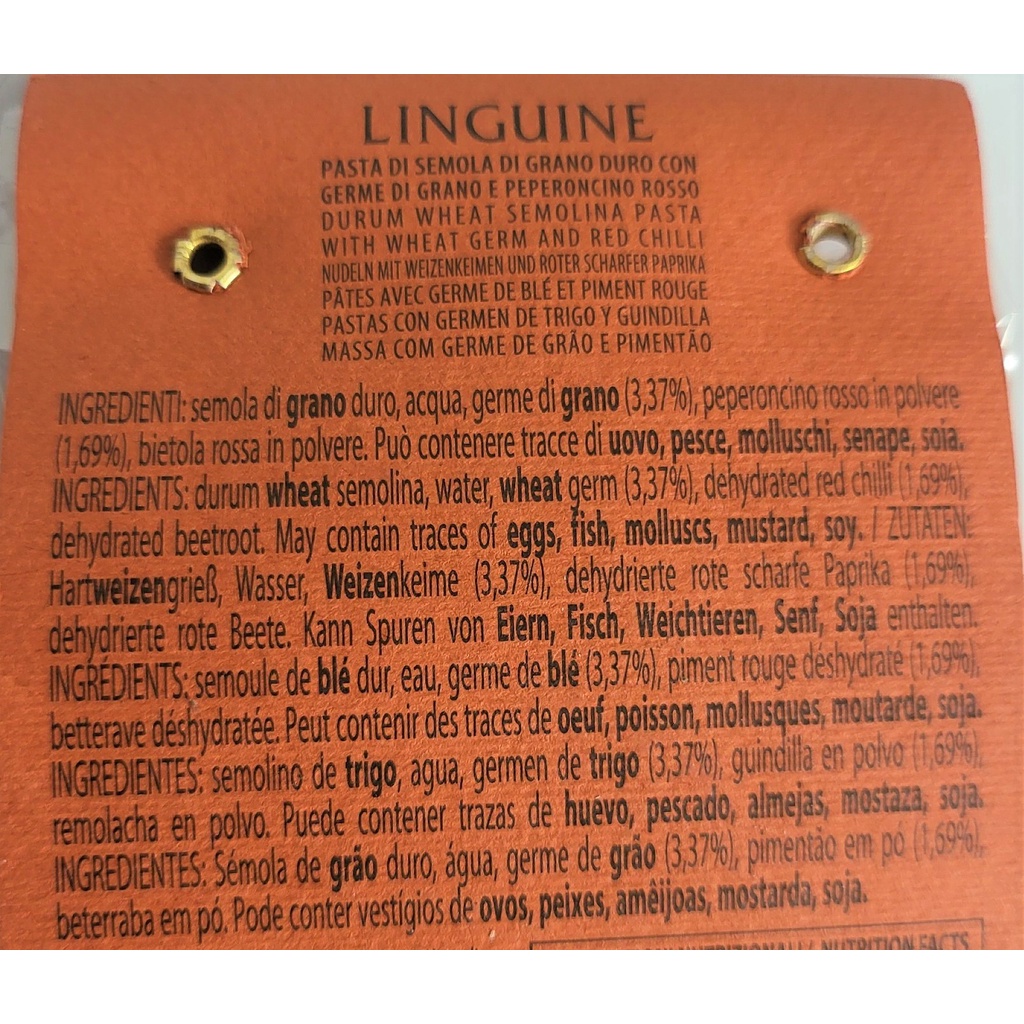 LINGUINE
PASTA DI SEMOLA DI GRANO DURO CON
GERME DI GRANO E PEPERONCINO ROSSO
DURUM WHEAT SEMOLINA PASTA
WITH WHEAT GERM AND RED CHILLI
NUDELN MIT WEIZENKEIMEN UND ROTER SCHARFER PAPRIKA
PÂTES AVEC GERME DE BLÉ ET PIMENT ROUGE
PASTAS CON GERMEN DE TRIGO Y GUINDILLA
MASSA COM GERME DE GRÃO E PIMENTÃO
INGREDIENTI: semola di grano duro, acqua, germe di grano (3,37%), peperoncino rosso in polvere
(1,69%), bietola rossa in polvere. Può contenere tracce di uovo, pesce, molluschi, senape, soia.
INGREDIENTS: durum wheat semolina, water, wheat germ (3,37%), dehydrated red chilli (1,69%),
dehydrated beetroot. May contain traces of eggs, fish, molluscs, mustard, soy. / ZUTATEN:
Hartweizengrieß, Wasser, Weizenkeime (3,37%), dehydrierte rote scharfe Paprika (1,69%),
dehydrierte rote Beete. Kann Spuren von Eiern, Fisch, Weichtieren, Senf, Soja enthalten.
INGRÉDIENTS: semoule de blé dur, eau, germe de blé (3,37%), piment rouge déshydraté (1,69%),
betterave déshydratée. Peut contenir des traces de oeuf, poisson, mollusques, moutarde, soja.
INGREDIENTES: semolino de trigo, agua, germen de trigo (3,37%), guindilla en polvo (1,69%),
remolacha en polvo. Puede contener trazas de huevo, pescado, almejas, mostaza, soja.
INGREDIENTES: Sémola de grão duro, água, germe de grão (3,37%), pimentão em pó (1,69%),
beterraba em pó. Pode conter vestígios de ovos, peixes, amêijoas, mostarda, soja.
NUTRIZIONALI / NUTRITION FACTS